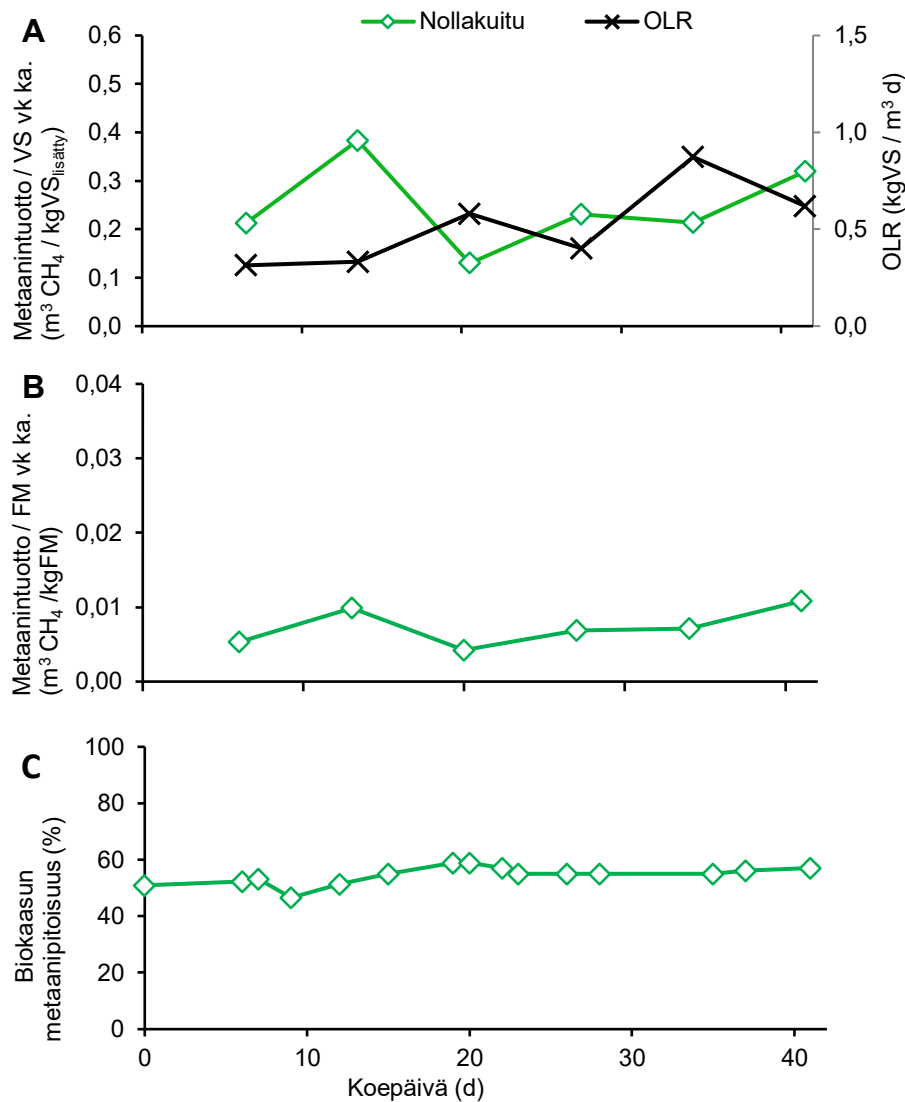 Nollakuitu
OLR
A
Metaanintuotto / VS vk ka.
(m³ CH₄ / kgVSlisätty)
0,6
0,5
0,4
0,3
0,2
0,1
0,0
1,5
1,0
0,5
0,0
OLR (kgVS / m³ d)
B
Metaanintuotto / FM vk ka.
(m³ CH₄ /kgFM)
0,04
0,03
0,02
0,01
0,00
C
Biokaasun
metaanipitoisuus (%)
100
80
60
40
20
0
0 10 20 30 40
Koepäivä (d)